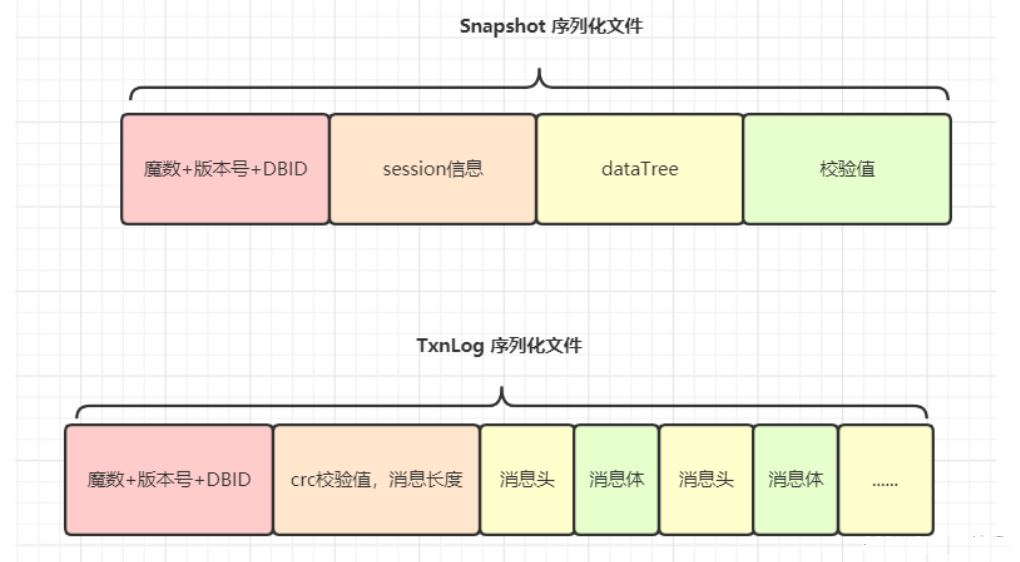 Snapshot 序列化文件
魔数+版本号+DBID
session信息
dataTree
校验值
TxnLog 序列化文件
魔数+版本号+DBID
crc校验值，消息长度
消息头
消息体
消息头
消息体
......